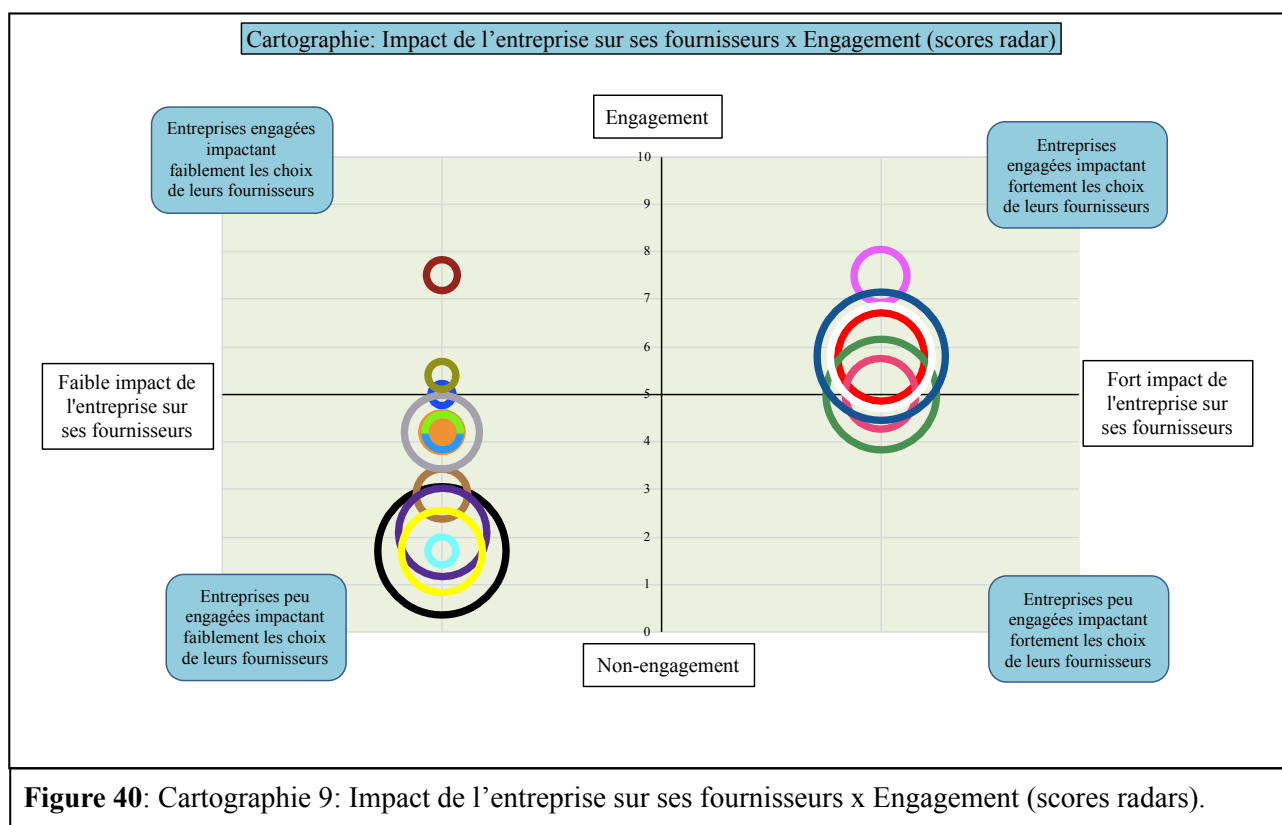 Cartographie: Impact de l’entreprise sur ses fournisseurs x Engagement (scores radar)
Engagement
Entreprises engagées
impactant
faiblement les choix
de leurs fournisseurs
Entreprises
engagées impactant
fortement les choix
de leurs fournisseurs
10
9
8
7
6
5
4
3
2
1
0
Faible impact de
l'entreprise sur
ses fournisseurs
Fort impact de
l'entreprise sur
ses fournisseurs
Entreprises peu
engagées impactant
faiblement les choix
de leurs fournisseurs
Non-engagement
Entreprises peu
engagées impactant
fortement les choix
de leurs fournisseurs
Figure 40: Cartographie 9: Impact de l’entreprise sur ses fournisseurs x Engagement (scores radars).